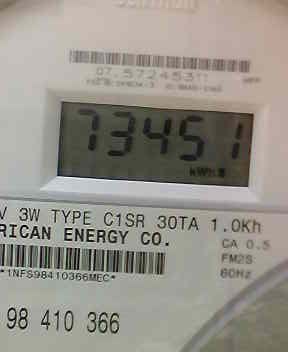 07.5724531
73451
kWh
V 3W TYPE C1SR 30TA 1.0Kh
RICAN ENERGY CO.
CA 0.5
FM2S
60Hz
*1NFS98410366MEC*
98 410 366